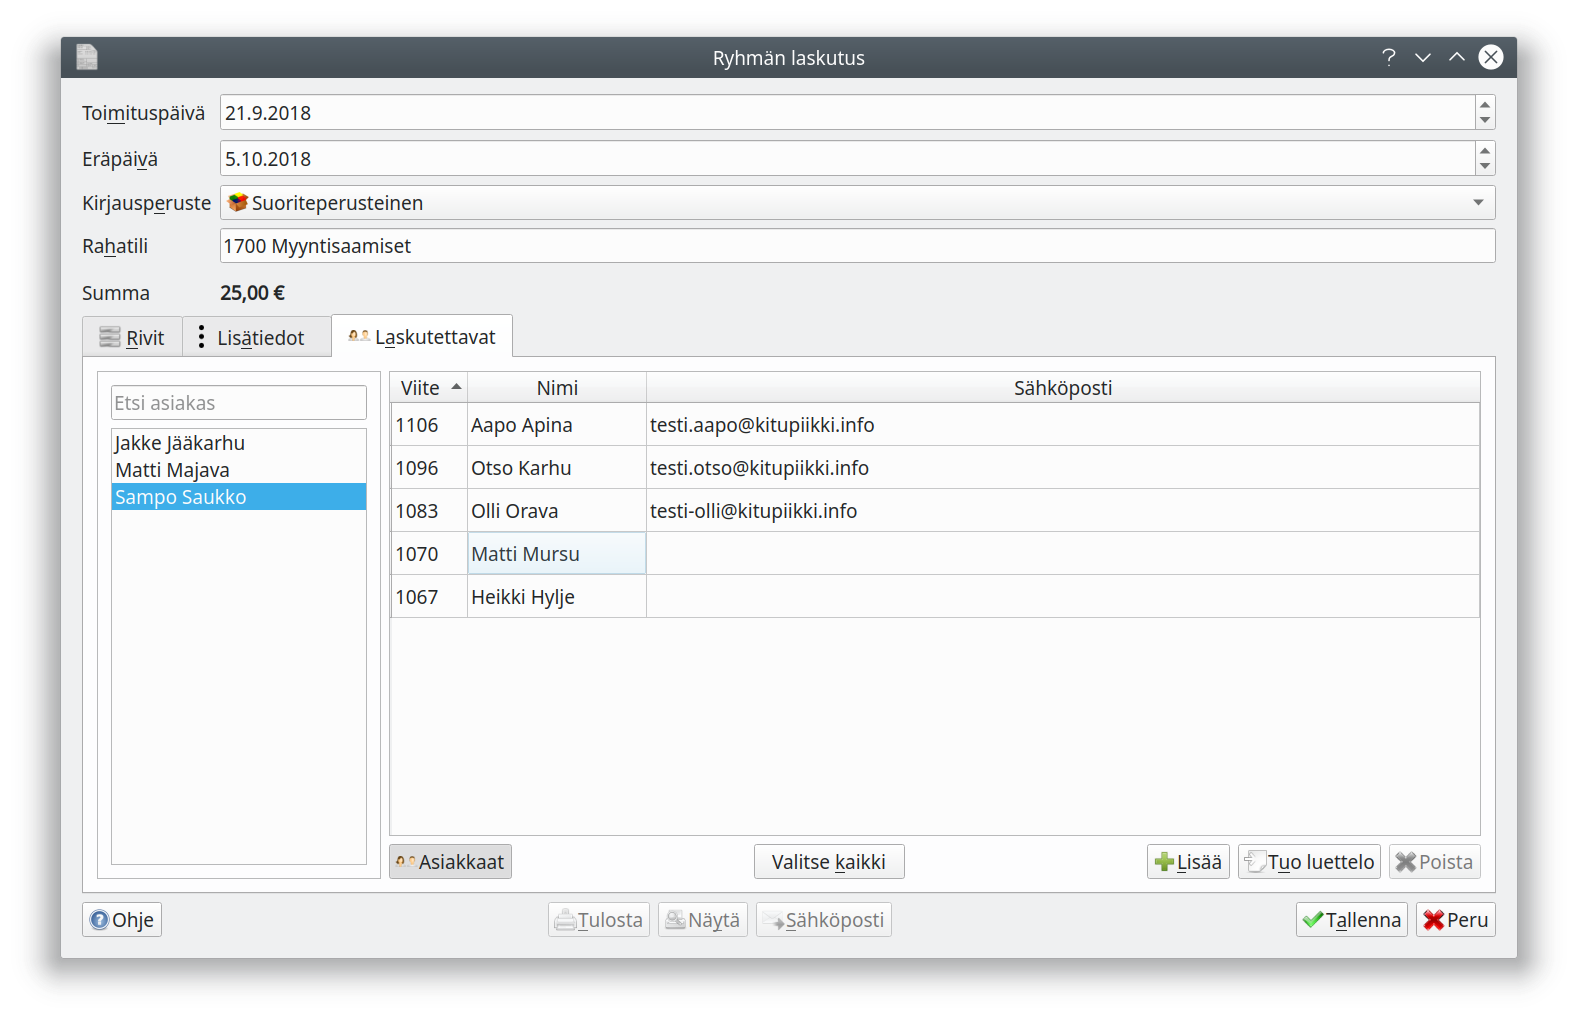 Ryhmän laskutus
Toimituspäivä 21.9.2018
Eräpäivä 5.10.2018
Kirjausperuste Suoriteperusteinen
Rahatili 1700 Myyntisaamiset
Summa 25,00 €
Rivit Lisätiedot Laskutettavat
Etsi asiakas
Jakke Jääkarhu
Matti Majava
Sampo Saukko
Viite Nimi Sähköposti
1106 Aapo Apina testi.aapo@kitupiikki.info
1096 Otso Karhu testi.otso@kitupiikki.info
1083 Olli Orava testi-olli@kitupiikki.info
1070 Matti Mursu
1067 Heikki Hylje
Asiakkaat Valitse kaikki Lisää Tuo luettelo Poista
Ohje Tulosta Näytä Sähköposti Tallenna Peru